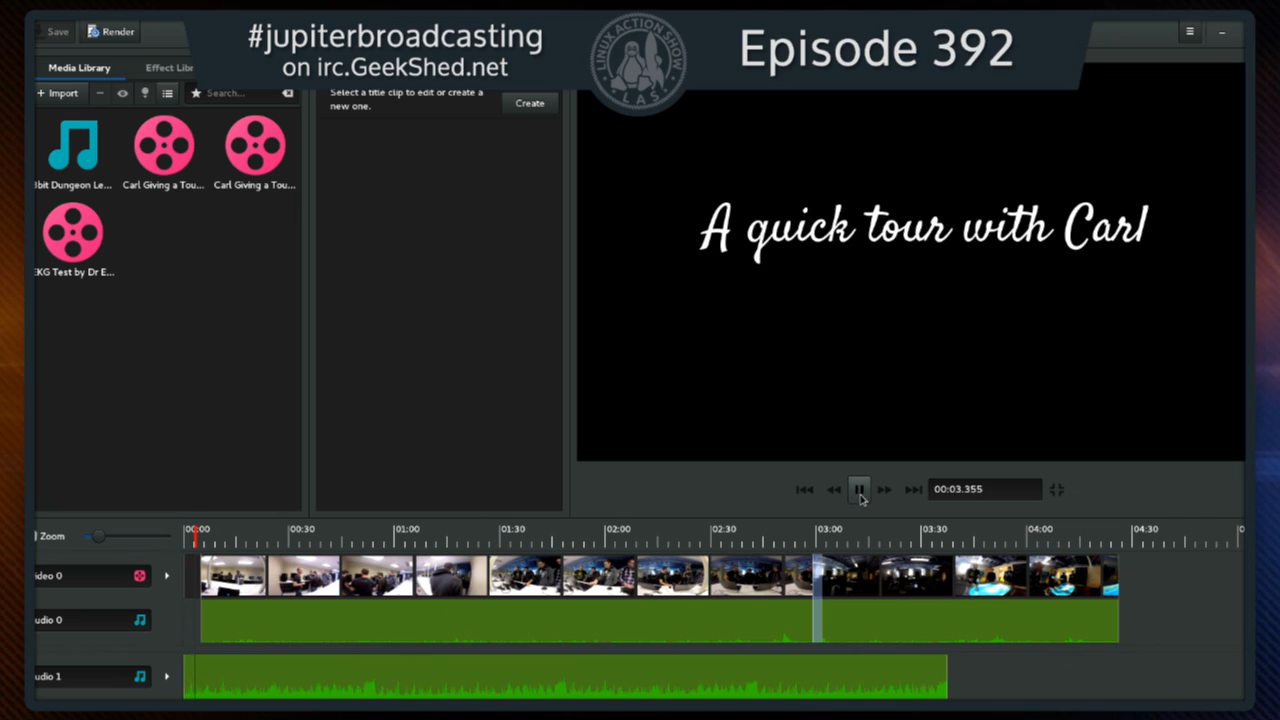 #jupiterbroadcasting
on irc.GeekShed.net
LINUX ACTION SHOW
LAS
Episode 392
Save
Render
Media Library
Effect Libr
+ Import
Search...
Select a title clip to edit or create a
new one.
Create
8bit Dungeon Le...
Carl Giving a Tou...
Carl Giving a Tou...
EKG Test by Dr E...
A quick tour with Carl
00:03.355
Zoom
00:00
00:30
01:00
01:30
02:00
02:30
03:00
03:30
04:00
04:30
0
ideo 0
udio 0
udio 1